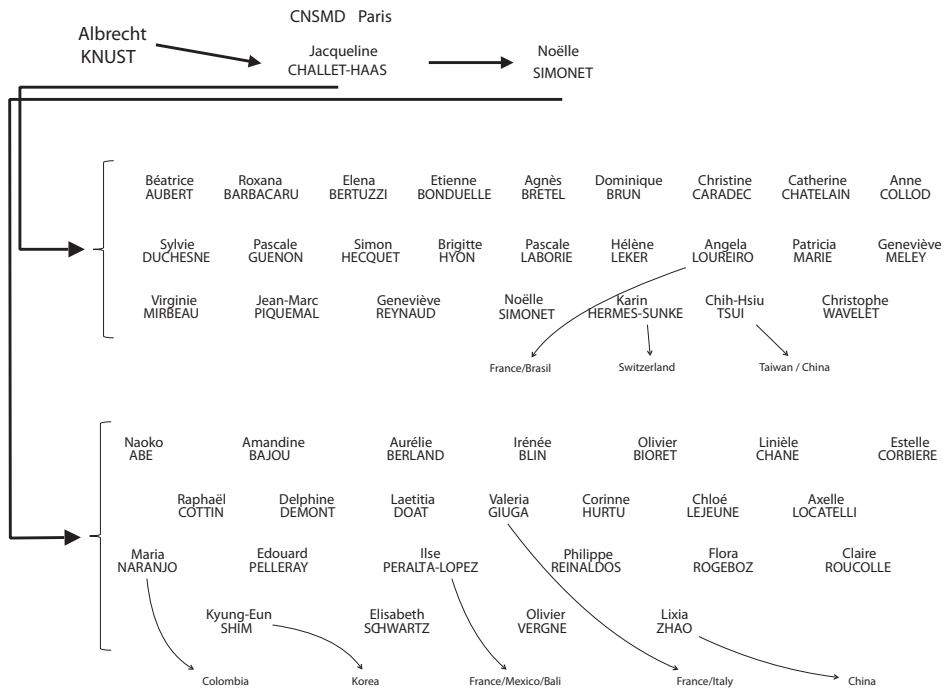 CNSMD Paris
Albrecht
KNUST
Jacqueline
CHALLET-HAAS
Noëlle
SIMONET
Béatrice Roxana Elena Etienne Agnès Dominique Christine Catherine Anne
AUBERT BARBACARU BERTUZZI BONDUELLE BRETEL BRUN CARADEC CHATELAIN COLLOD
Sylvie Pascale Simon Brigitte Pascale Hélène Angela Patricia Geneviève
DUCHESNE GUENON HECQUET HYON LABORIE LEKER LOUREIRO MARIE MELEY
Virginie Jean-Marc Geneviève Noëlle Karin Chih-Hsiu Christophe
MIRBEAU PIQUEMAL REYNAUD SIMONET HERMES-SUNKE TSUI WAVELET
France/Brasil Switzerland Taiwan / China
Naoko Amandine Aurélie Irénée Olivier Linièle Estelle
ABE BAJOU BERLAND BLIN BIORET CHANE CORBIERE
Raphaël Delphine Laetitia Valeria Corinne Chloé Axelle
COTTIN DEMONT DOAT GIUGA HURTU LEJEUNE LOCATELLI
Maria Edouard Ilse Philippe Flora Claire
NARANJO PELLERAY PERALTA-LOPEZ REINALDOS ROGEBOZ ROUCOLLE
Kyung-Eun Elisabeth Olivier Lixia
SHIM SCHWARTZ VERGNE ZHAO
Colombia Korea France/Mexico/Bali France/Italy China